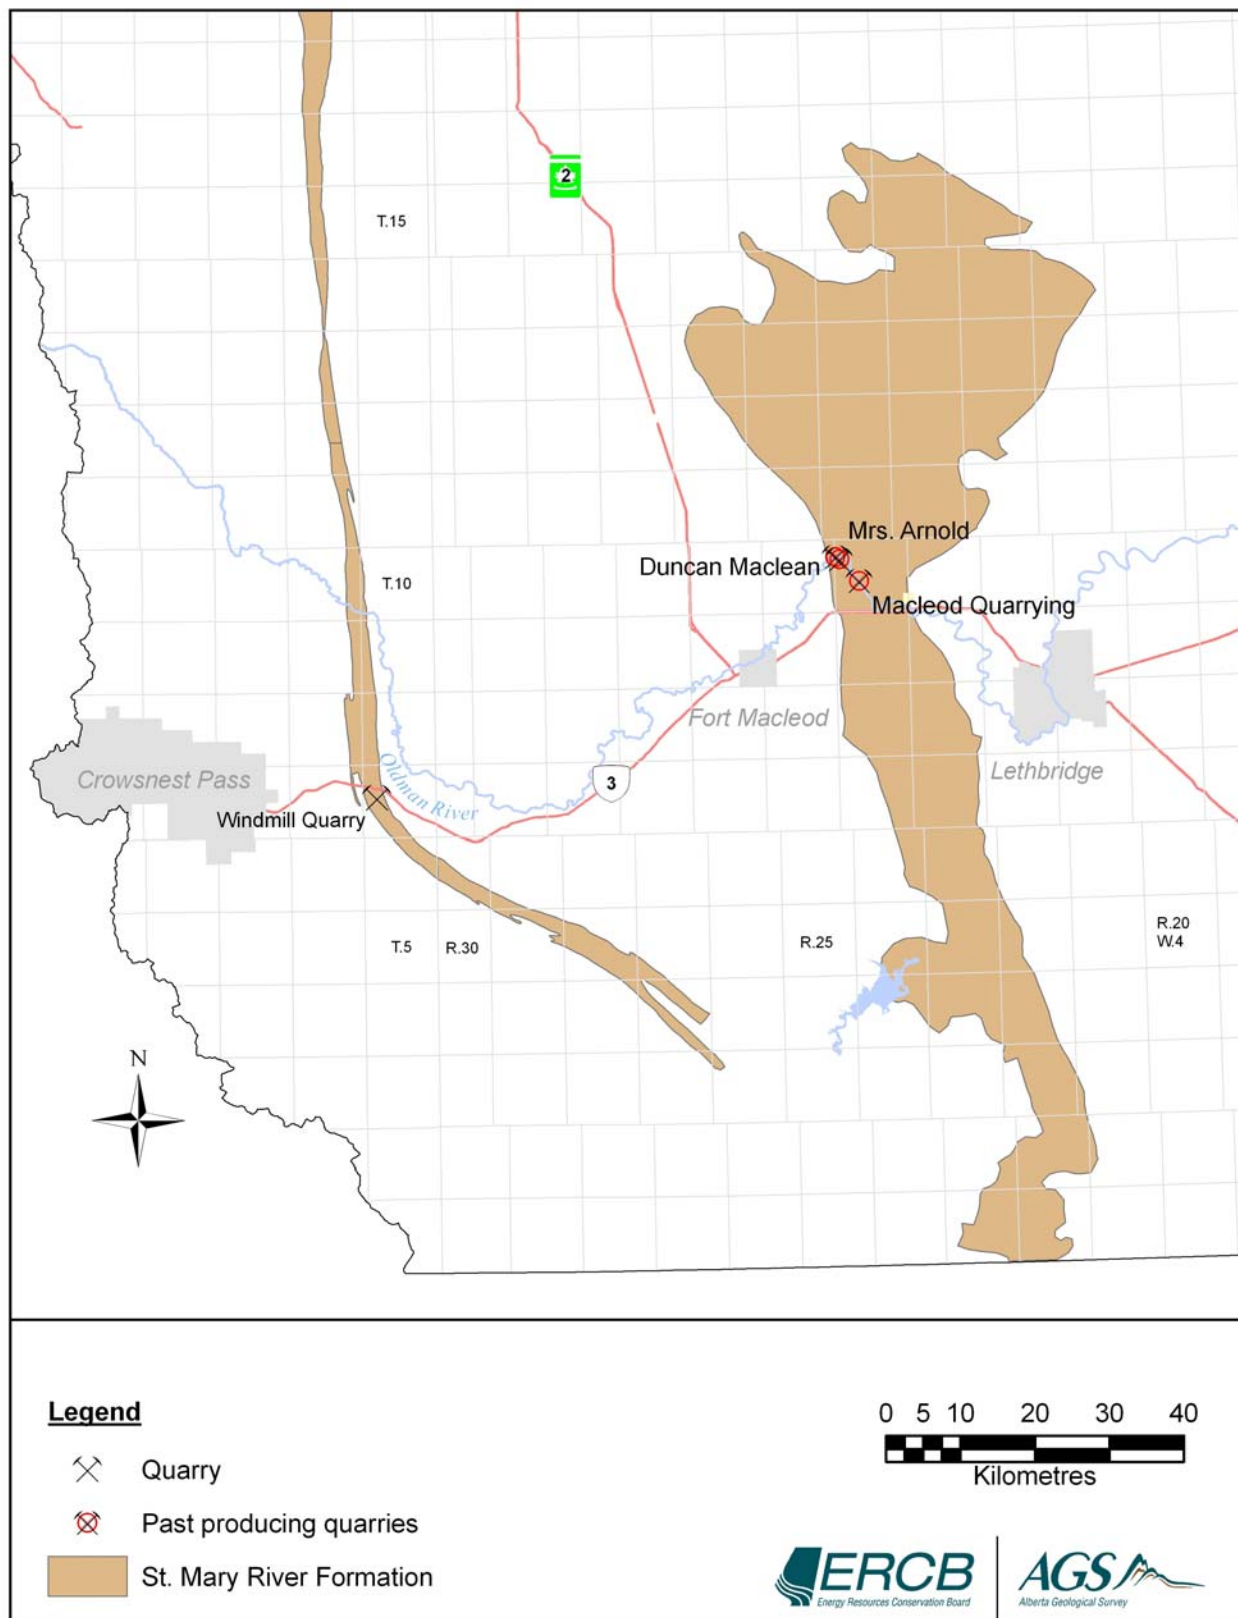 2
T.15
Mrs. Arnold
Duncan Maclean
T.10
Macleod Quarrying
Fort Macleod
Crowsnest Pass
Oldman River
3
Lethbridge
Windmill Quarry
T.5
R.30
R.25
R.20
W.4
N
Legend
0 5 10 20 30 40
Kilometres
Quarry
Past producing quarries
St. Mary River Formation
ERCB
Energy Resources Conservation Board
AGS
Alberta Geological Survey